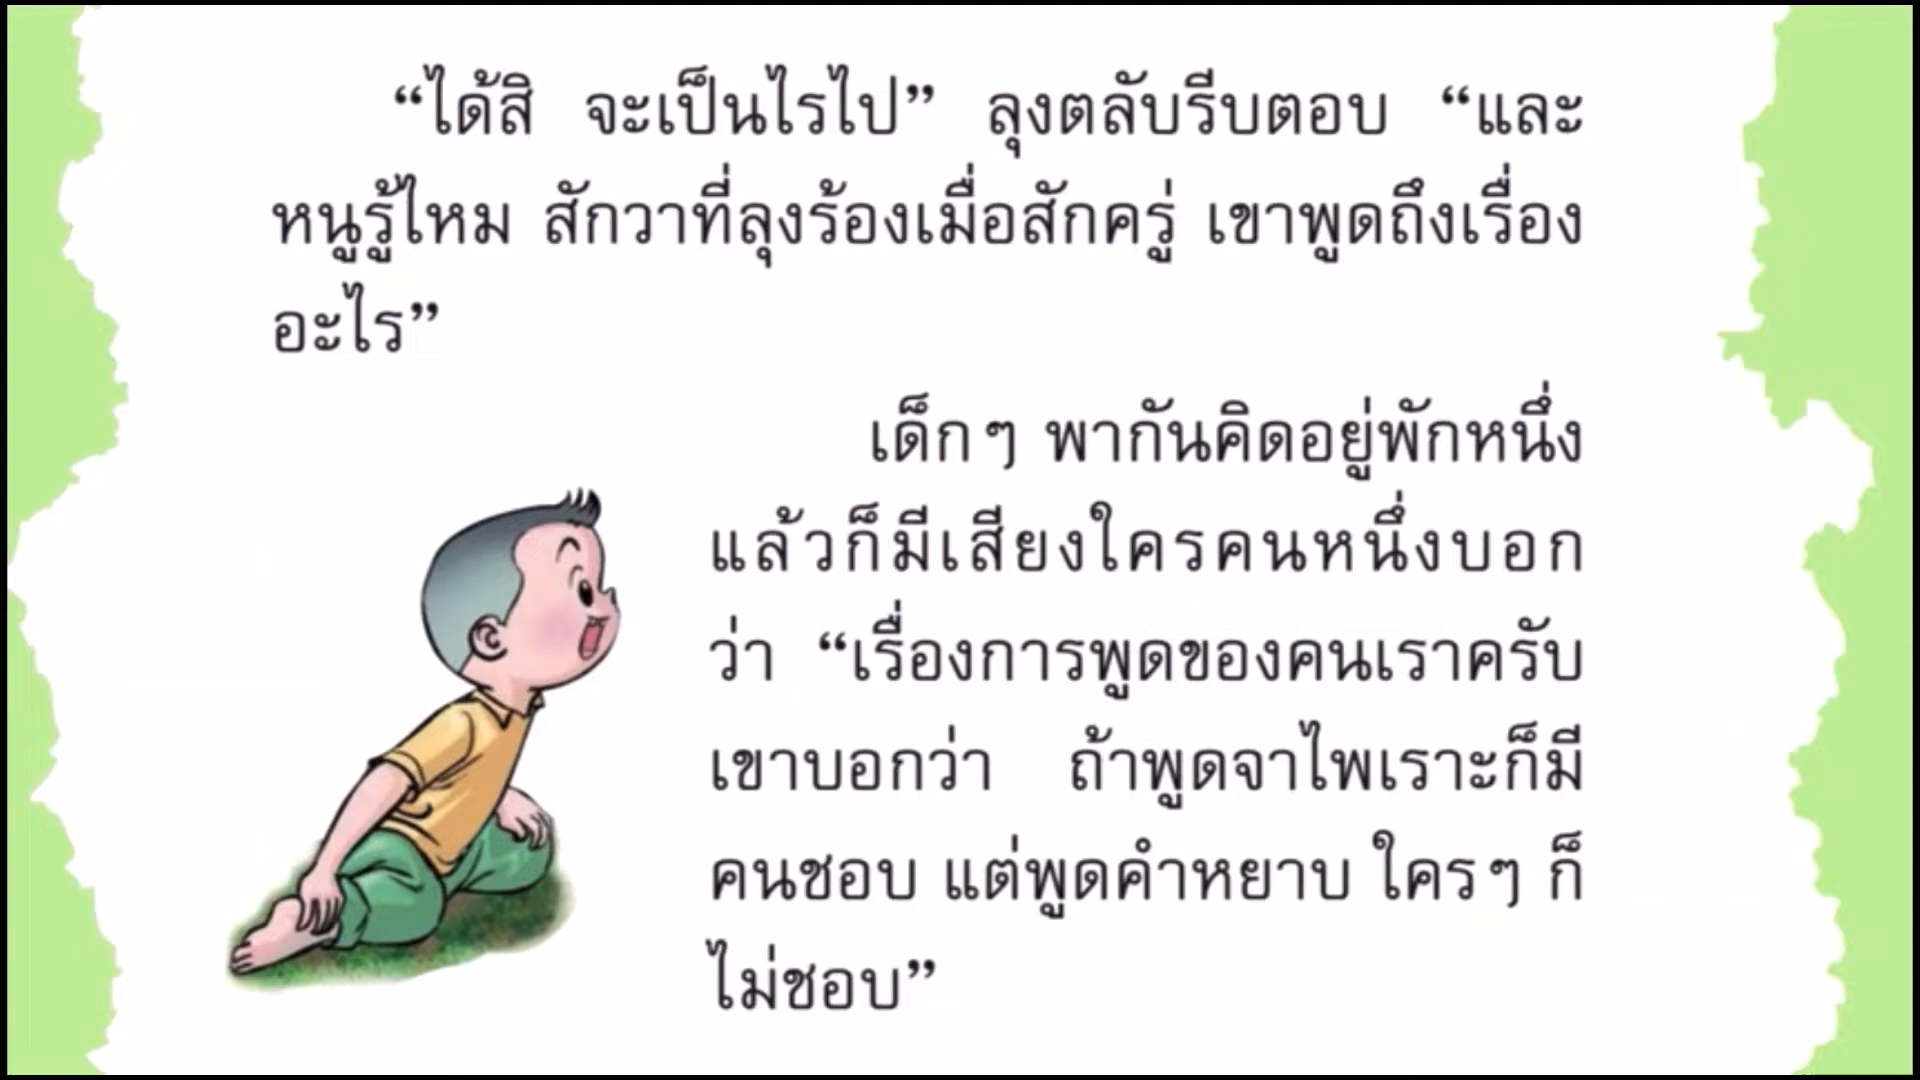 “ได้สิ จะเป็นไรไป” ลุงตลับรีบตอบ “และ
หนูรู้ไหม สักวาที่ลุงร้องเมื่อสักครู่ เขาพูดถึงเรื่อง
อะไร”
เด็กๆ พากันคิดอยู่พักหนึ่ง
แล้วก็มีเสียงใครคนหนึ่งบอก
ว่า “เรื่องการพูดของคนเราครับ
เขาบอกว่า ถ้าพูดจาไพเราะก็มี
คนชอบ แต่พูดคำหยาบ ใครๆ ก็
ไม่ชอบ”